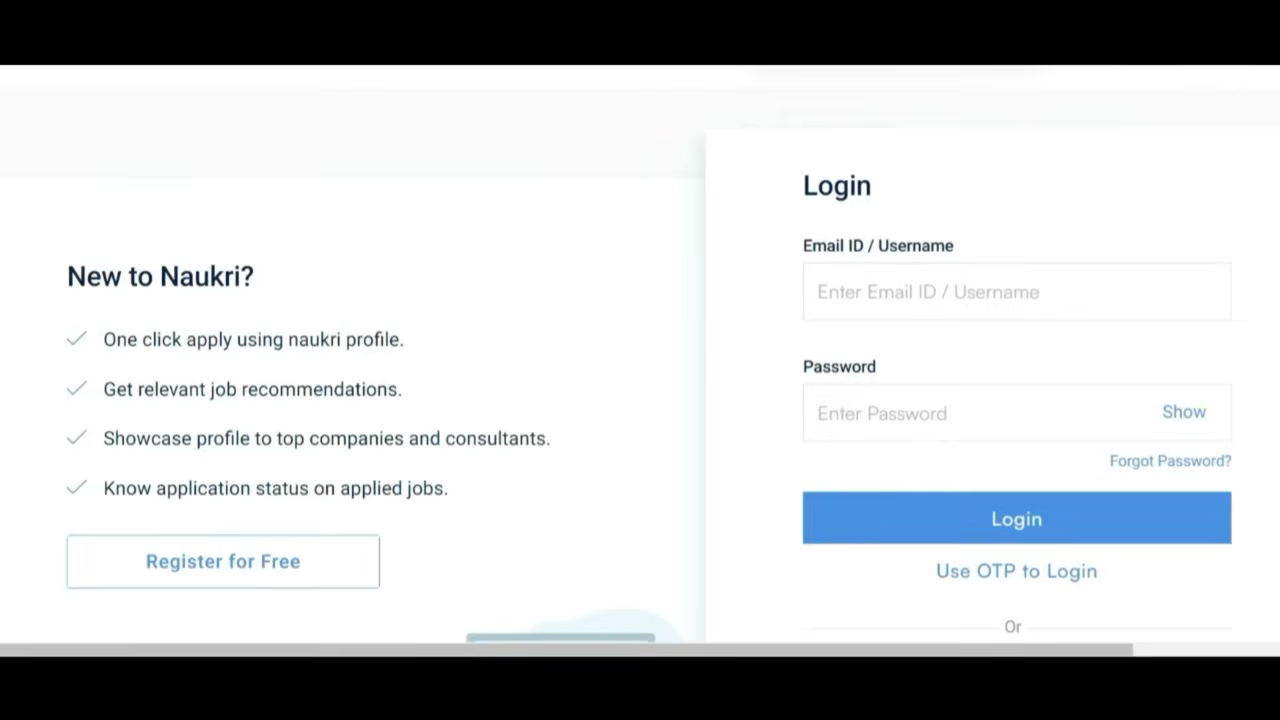 New to Naukri?
One click apply using naukri profile.
Get relevant job recommendations.
Showcase profile to top companies and consultants.
Know application status on applied jobs.
Register for Free
Login
Email ID / Username
Enter Email ID / Username
Password
Enter Password
Show
Forgot Password?
Login
Use OTP to Login
Or